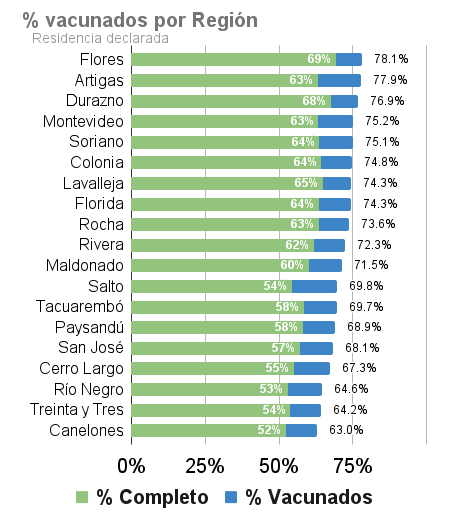 % vacunados por Región
Residencia declarada
Flores 69% 78.1%
Artigas 63% 77.9%
Durazno 68% 76.9%
Montevideo 63% 75.2%
Soriano 64% 75.1%
Colonia 64% 74.8%
Lavalleja 65% 74.3%
Florida 64% 74.3%
Rocha 63% 73.6%
Rivera 62% 72.3%
Maldonado 60% 71.5%
Salto 54% 69.8%
Tacuarembó 58% 69.7%
Paysandú 58% 68.9%
San José 57% 68.1%
Cerro Largo 55% 67.3%
Río Negro 53% 64.6%
Treinta y Tres 54% 64.2%
Canelones 52% 63.0%
0% 25% 50% 75%
% Completo % Vacunados